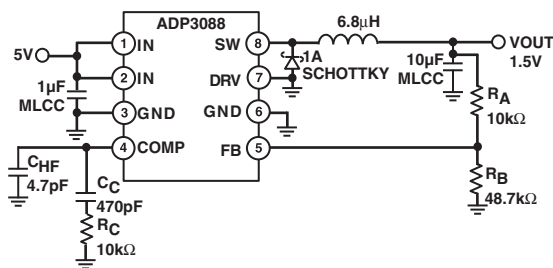 ADP3088
5V
1 IN
2 IN
3 GND
4 COMP
SW 8
DRV 7
GND 6
FB 5
1μF
MLCC
6.8μH
1A
SCHOTTKY
10μF
MLCC
VOUT
1.5V
RA
10kΩ
RB
48.7kΩ
CHF
4.7pF
CC
470pF
RC
10kΩ